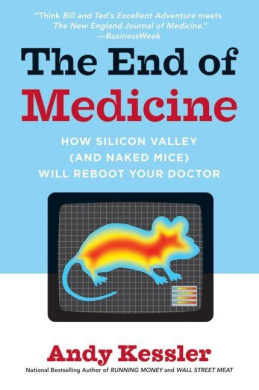 "Think Bill and Ted's Excellent Adventure meets
The New England Journal of Medicine."
—BusinessWeek
The End of
Medicine
HOW SILICON VALLEY
(AND NAKED MICE)
WILL REBOOT YOUR DOCTOR
Andy Kessler
National Bestselling Author of RUNNING MONEY and WALL STREET MEAT